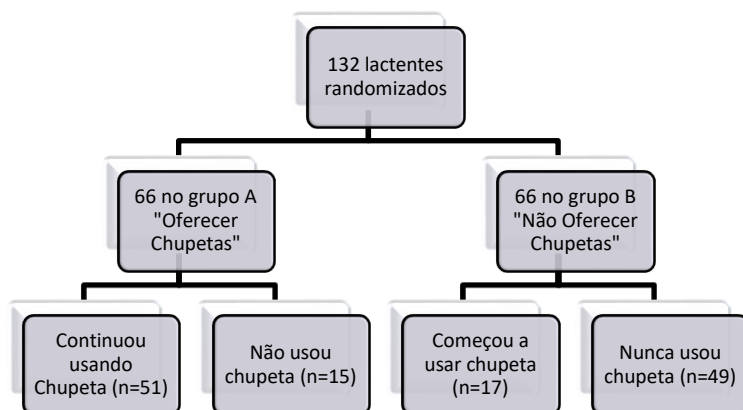 132 lactentes
randomizados
66 no grupo A
"Oferecer
Chupetas"
66 no grupo B
"Não Oferecer
Chupetas"
Continuou
usando
Chupeta (n=51)
Não usou
chupeta (n=15)
Começou a
usar chupeta
(n=17)
Nunca usou
chupeta (n=49)